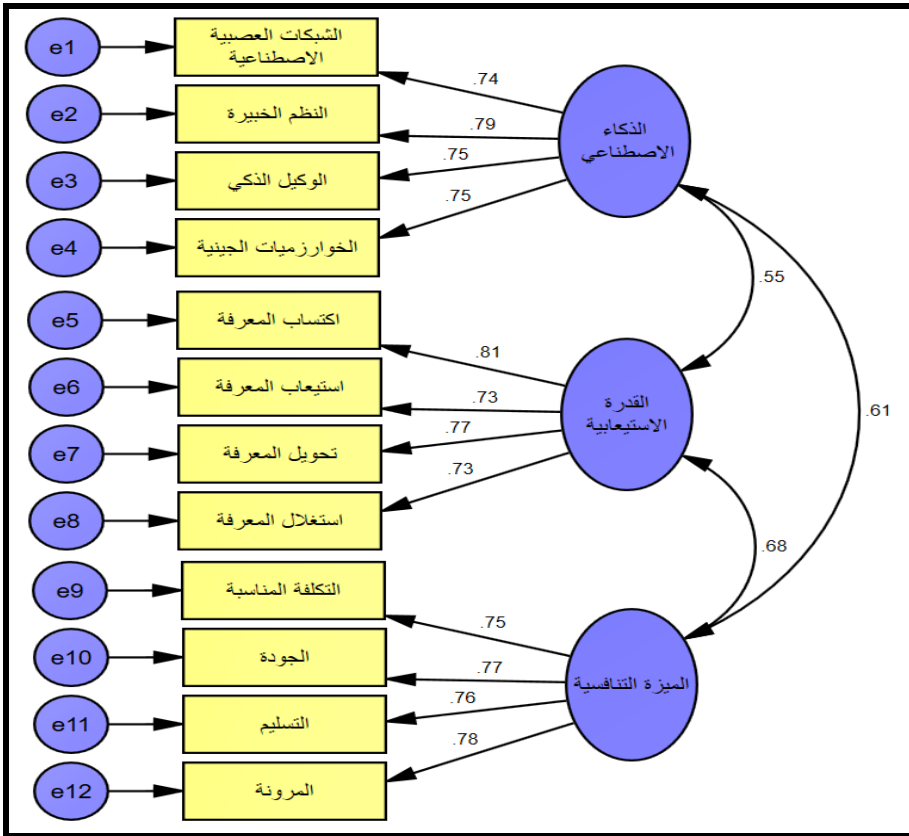 e1
الشبكات العصبية
الاصطناعية
.74
الذكاء
الاصطناعي
e2
النظم الخبيرة
.79
e3
الوكيل الذكي
.75
e4
الخوارزميات الجينية
.75
.55
e5
اكتساب المعرفة
.81
القدرة
الاستيعابية
e6
استيعاب المعرفة
.73
.61
e7
تحويل المعرفة
.77
e8
استغلال المعرفة
.73
.68
e9
التكلفة المناسبة
.75
e10
الجودة
.77
الميزة التنافسية
e11
التسليم
.76
e12
المرونة
.78